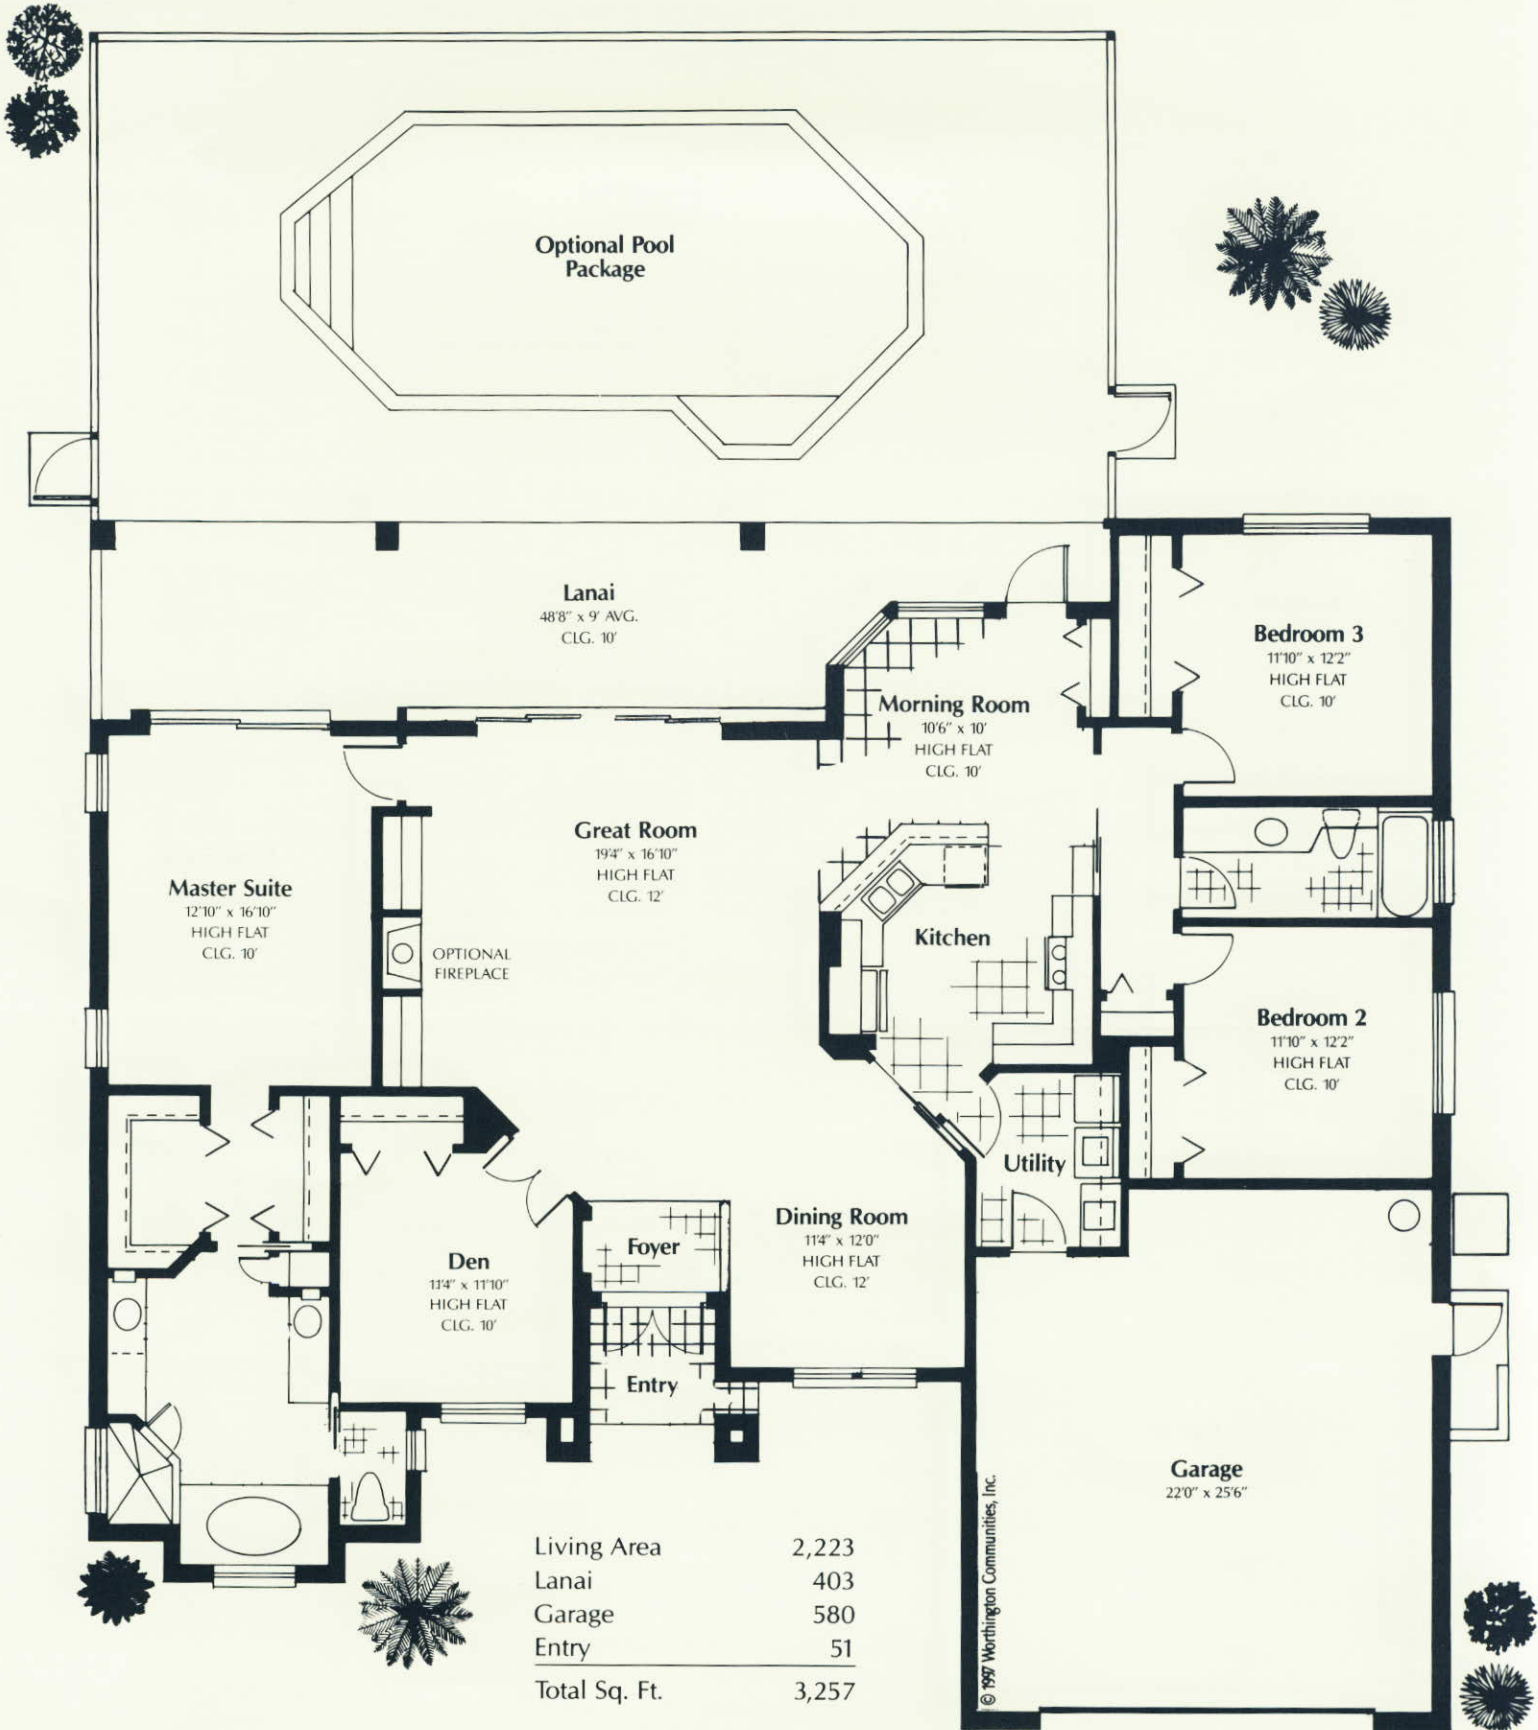 Optional Pool
Package
Lanai
48'8" x 9' AVG.
CLG. 10'
Bedroom 3
11'10" x 12'2"
HIGH FLAT
CLG. 10'
Morning Room
10'6" x 10'
HIGH FLAT
CLG. 10'
Great Room
19'4" x 16'10"
HIGH FLAT
CLG. 12'
Master Suite
12'10" x 16'10"
HIGH FLAT
CLG. 10'
OPTIONAL
FIREPLACE
Kitchen
Bedroom 2
11'10" x 12'2"
HIGH FLAT
CLG. 10'
Utility
Dining Room
11'4" x 12'0"
HIGH FLAT
CLG. 12'
Foyer
Den
11'4" x 11'10"
HIGH FLAT
CLG. 10'
Entry
Garage
22'0" x 25'6"
© 1997 Worthington Communities, Inc.
Living Area 2,223
Lanai 403
Garage 580
Entry 51
Total Sq. Ft. 3,257